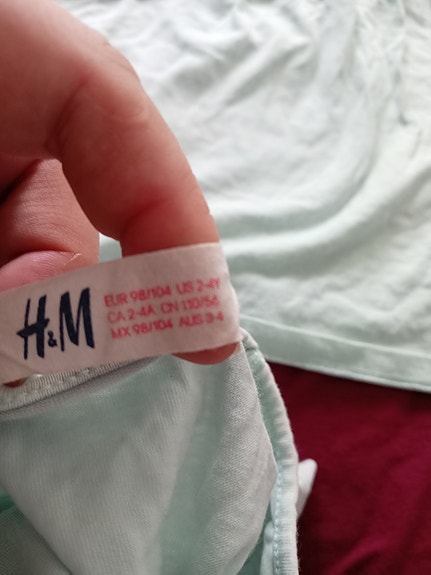 H&M
EUR 98/104 US 2-4Y
CA 2-4A CN 110/56
MX 98/104 AUS 3-4